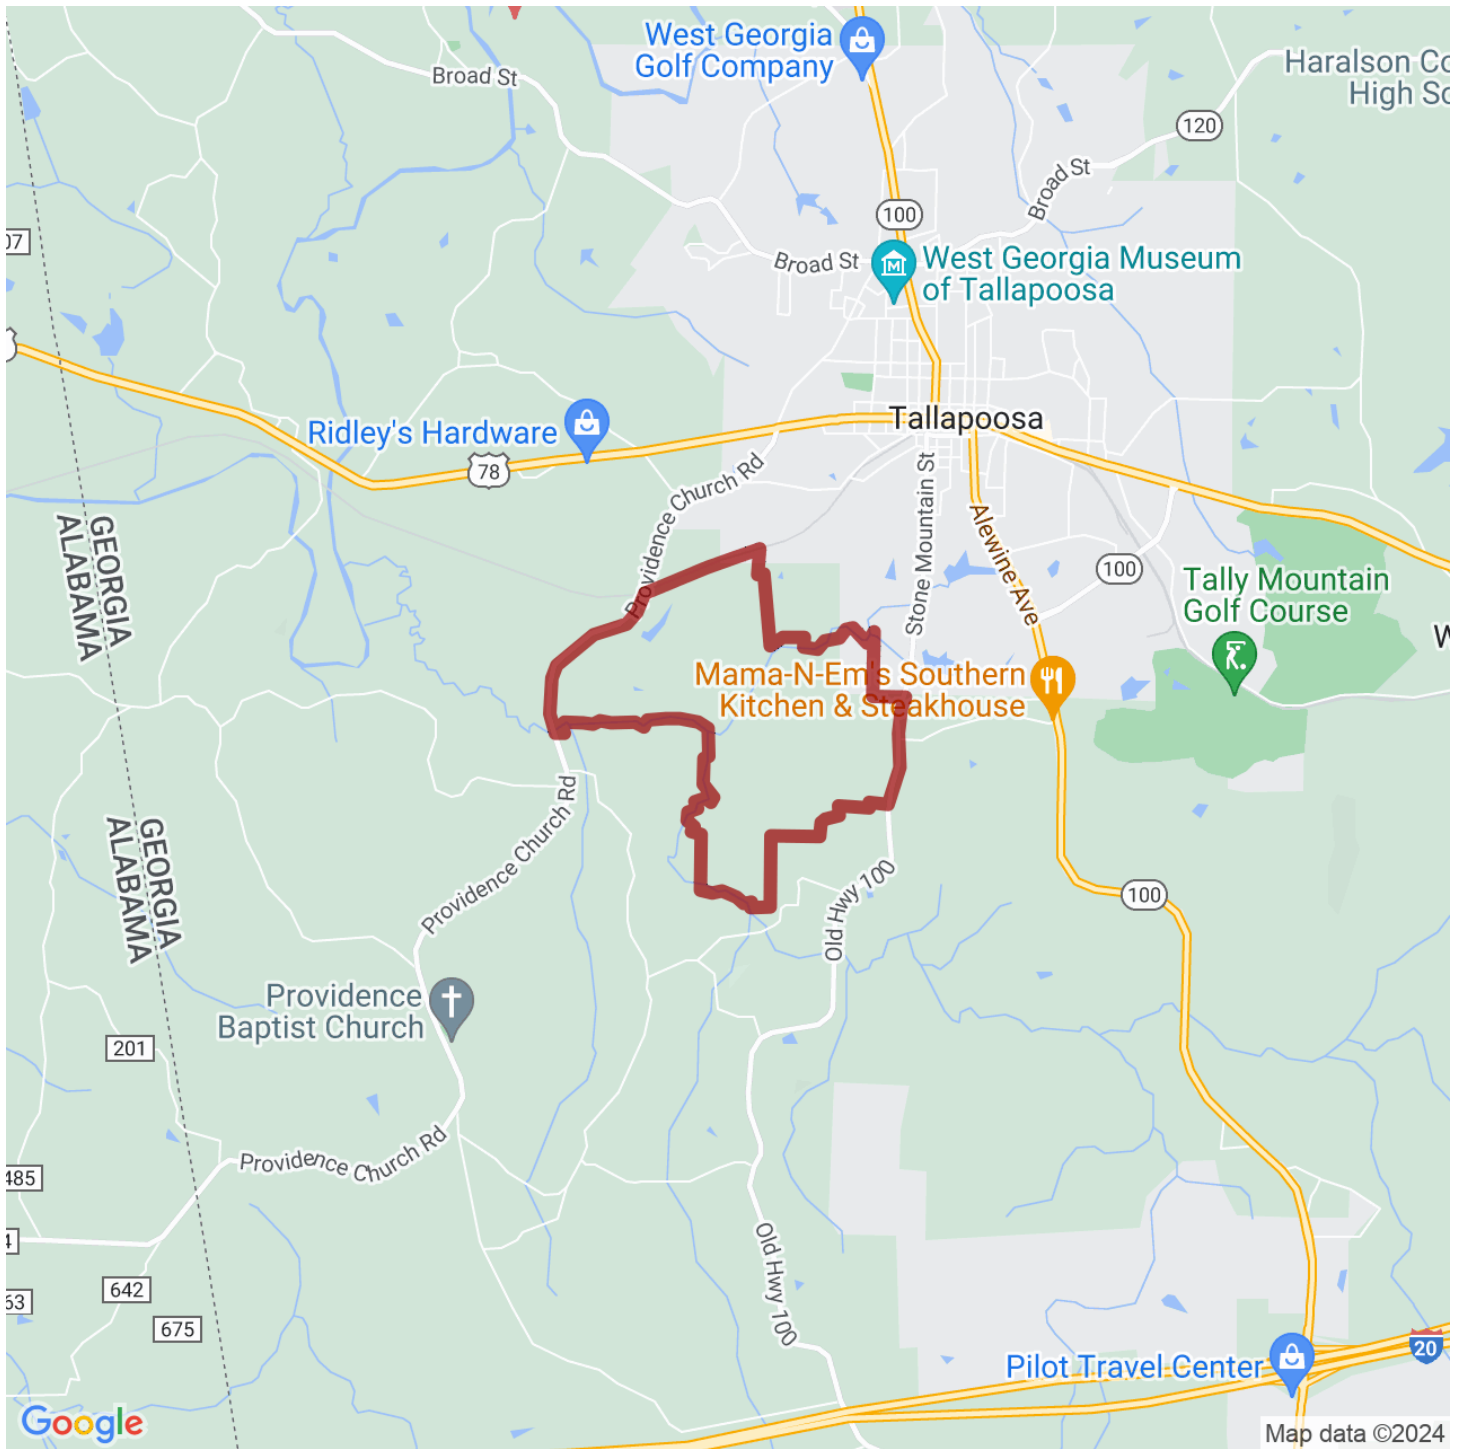 West Georgia
Golf Company
Broad St
Haralson Co
High Sc
120
Broad St
100
07
Broad St
West Georgia Museum
of Tallapoosa
Ridley's Hardware
78
Tallapoosa
Providence Church Rd
Stone Mountain St
Alewine Ave
100
GEORGIA
ALABAMA
Tally Mountain
Golf Course
W
Mama-N-Em's Southern
Kitchen & Steakhouse
Providence Church Rd
GEORGIA
ALABAMA
Old Hwy 100
100
Providence
Baptist Church
201
Providence Church Rd
485
4
Old Hwy 100
642
63
675
Pilot Travel Center
20
Google
Map data ©2024